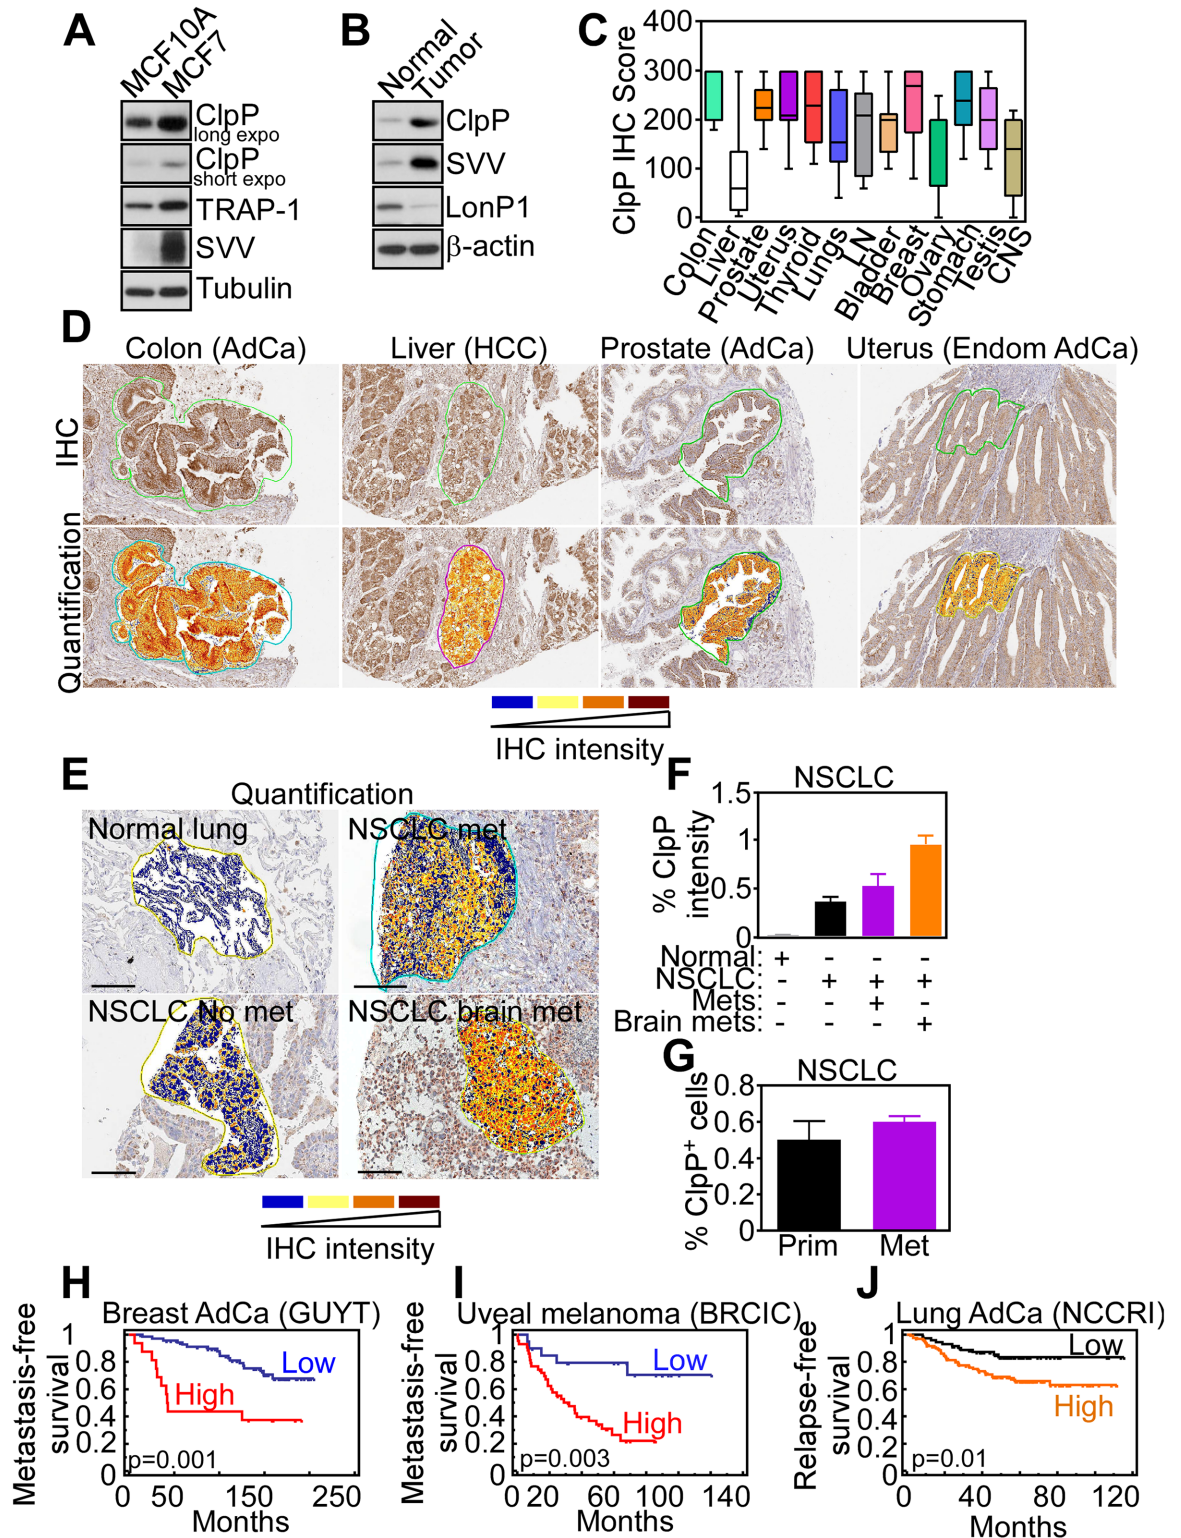 A
MCF10A
MCF7
ClpP
long expo
ClpP
short expo
TRAP-1
SVV
Tubulin
B
Normal
Tumor
ClpP
SVV
LonP1
β-actin
C
ClpP IHC Score
400
300
200
100
0
Colon
Liver
Prostate
Uterus
Thyroid
Lungs
LN
Bladder
Breast
Ovary
Stomach
Testis
CNS
D
Colon (AdCa)
Liver (HCC)
Prostate (AdCa)
Uterus (Endom AdCa)
IHC
Quantification
IHC intensity
E
Quantification
Normal lung
NSCLC met
NSCLC No met
NSCLC brain met
IHC intensity
F
NSCLC
% ClpP
intensity
1.5
1
0.5
0
Normal: + - - -
NSCLC: - + + +
Mets: - - + -
Brain mets: - - - +
G
NSCLC
% ClpP+ cells
0.8
0.6
0.4
0.2
0
Prim Met
H
Breast AdCa (GUYT)
Metastasis-free
survival
1
0.8
0.6
0.4
0.2
0
Low
High
p=0.001
0 50 150 250
Months
I
Uveal melanoma (BRCIC)
Metastasis-free
survival
1
0.8
0.6
0.4
0.2
0
Low
High
p=0.003
0 20 60 100 140
Months
J
Lung AdCa (NCCRI)
Relapse-free
survival
1
0.8
0.6
0.4
0.2
0
Low
High
p=0.01
0 40 80 120
Months